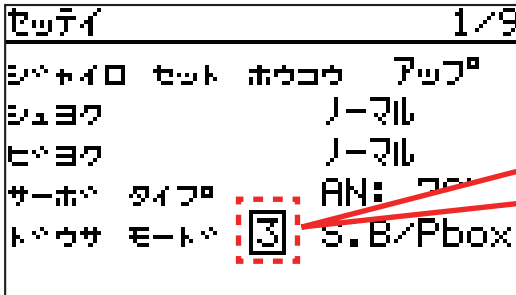 セッテイ 1/9
ジャイロ セット ホウコウ アップ
シュヨク ノーマル
ビヨク ノーマル
サーボ タイプ AN:
ドウサ モード 3 S.B/Pbox